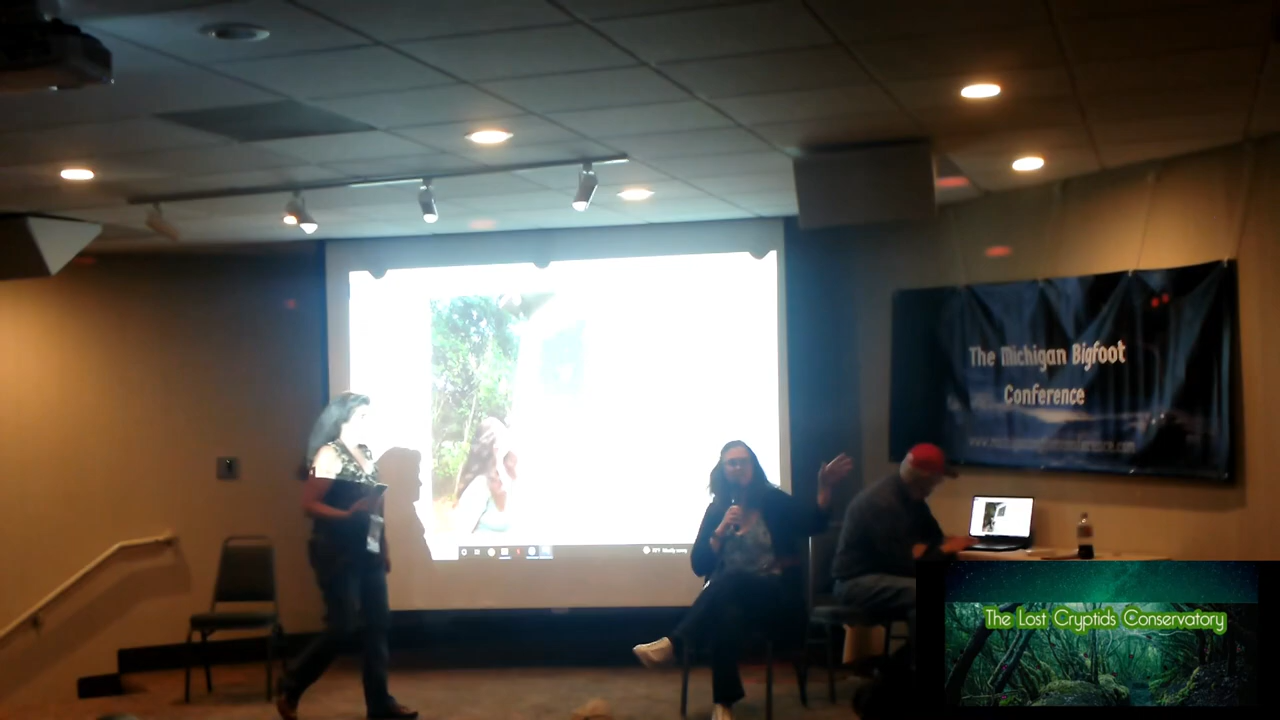 The Michigan Bigfoot
Conference
The Lost Cryptids Conservatory